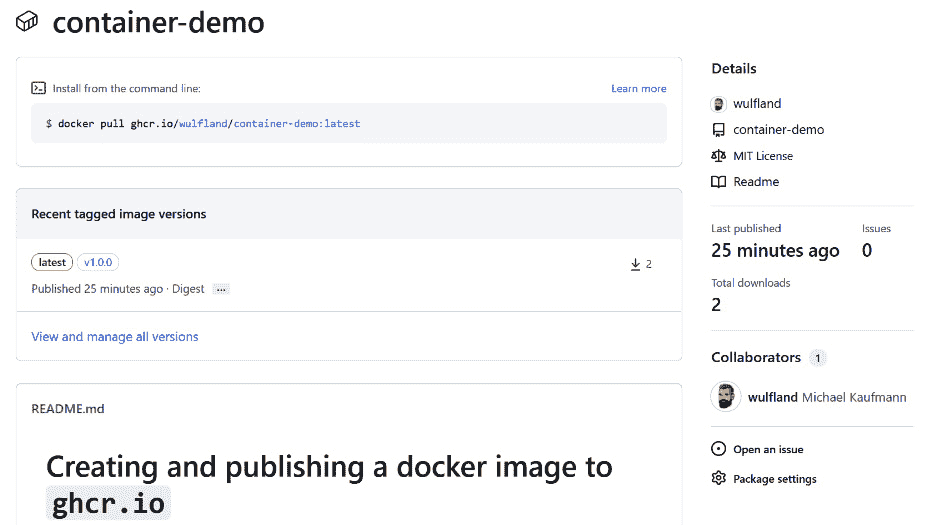 container-demo
Install from the command line:
Learn more
$ docker pull ghcr.io/wulfland/container-demo:latest
Recent tagged image versions
latest v1.0.0
2
Published 25 minutes ago · Digest ...
View and manage all versions
README.md
Creating and publishing a docker image to
ghcr.io
Details
wulfland
container-demo
MIT License
Readme
Last published Issues
25 minutes ago 0
Total downloads
2
Collaborators 1
wulfland Michael Kaufmann
Open an issue
Package settings